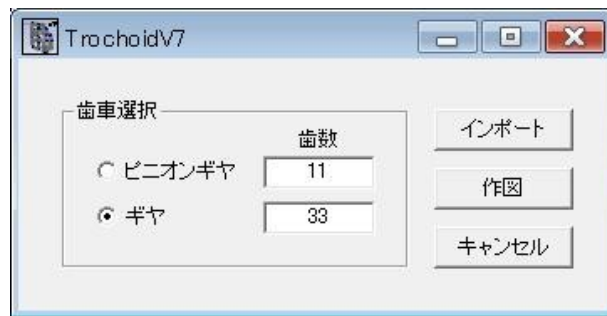 TrochoidV7
歯車選択
歯数
ピニオンギヤ 11
ギヤ 33
インポート
作図
キャンセル